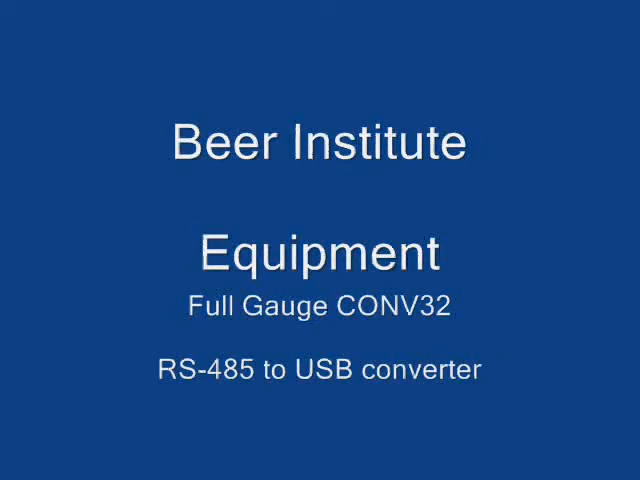 Beer Institute
Equipment
Full Gauge CONV32
RS-485 to USB converter